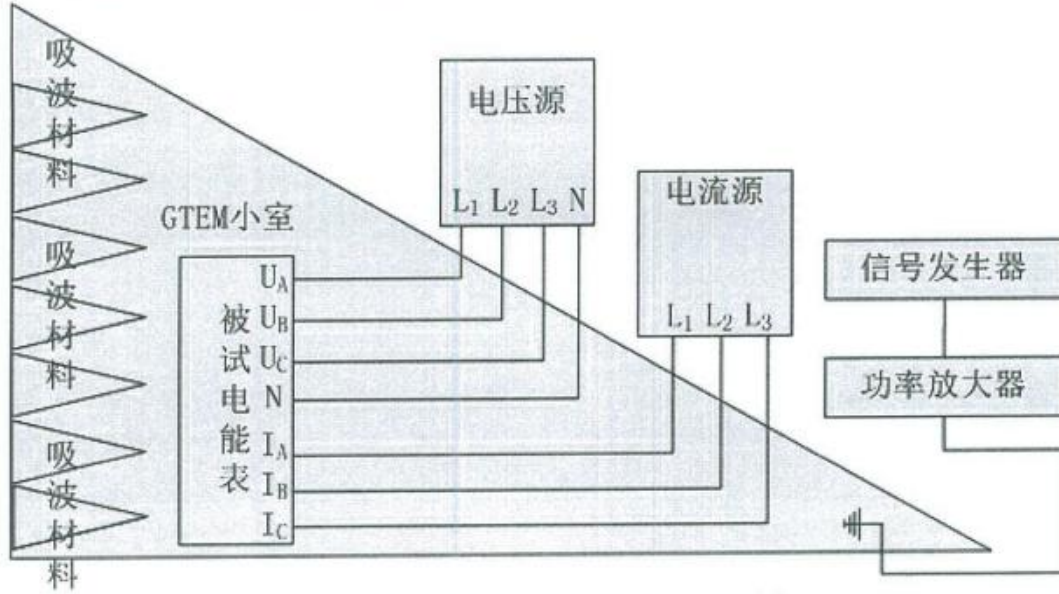 吸波材料
吸波材料
吸波材料
GTEM小室
被试电能表
U_A
U_B
U_C
N
I_A
I_B
I_C
电压源
L₁ L₂ L₃ N
电流源
L₁ L₂ L₃
信号发生器
功率放大器